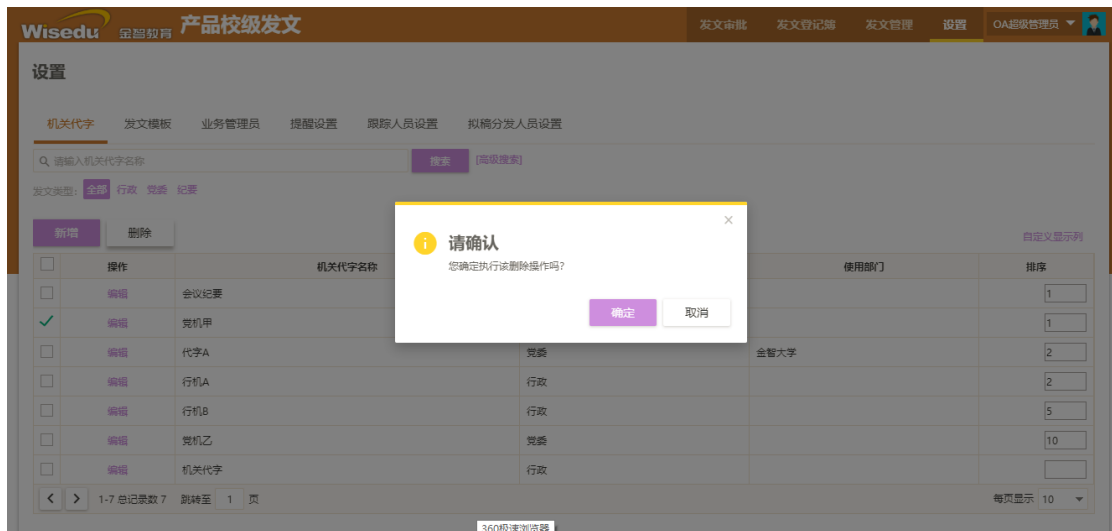 Wisedu 金智教育 产品校级发文 发文审批 发文登记簿 发文管理 设置 OA超级管理员
设置
机关代字 发文模板 业务管理员 提醒设置 跟踪人员设置 拟稿分发人员设置
请输入机关代字名称 搜索 [高级搜索]
发文类型: 全部 行政 党委 纪要
新增 删除 自定义显示列
请确认
您确定执行该删除操作吗?
确定 取消
操作 机关代字名称 使用部门 排序
编辑 会议纪要 1
编辑 党机甲 1
编辑 代字A 党委 金智大学 2
编辑 行机A 行政 2
编辑 行机B 行政 5
编辑 党机乙 党委 10
编辑 机关代字 行政
1-7 总记录数 7 跳转至 1 页 每页显示 10
360极速浏览器